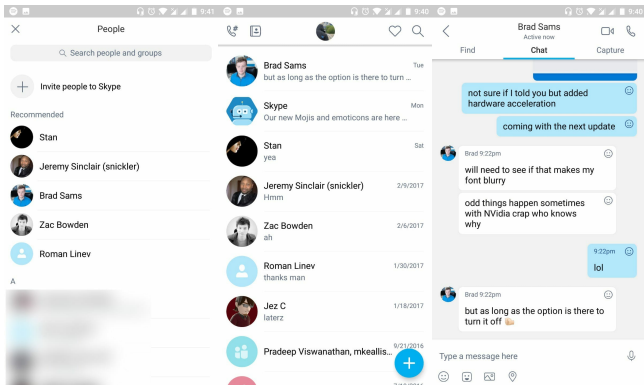 9:41
People
Search people and groups
Invite people to Skype
Recommended
Stan
Jeremy Sinclair (snickler)
Brad Sams
Zac Bowden
Roman Linev
A
9:40
Brad Sams
Tue
but as long as the option is there to turn ...
Skype
Mon
Our new Mojis and emoticons are here ...
Stan
Sat
yea
Jeremy Sinclair (snickler)
2/9/2017
Hmm
Zac Bowden
2/6/2017
ah
Roman Linev
1/30/2017
thanks man
Jez C
1/18/2017
laterz
Pradeep Viswanathan, mkeallis...
9/21/2016
9:40
Brad Sams
Active now
Find
Chat
Capture
not sure if I told you but added
hardware acceleration
coming with the next update
Brad 9:22pm
will need to see if that makes my
font blurry
odd things happen sometimes
with NVidia crap who knows
why
9:22pm
lol
Brad 9:22pm
but as long as the option is there to
turn it off 👍🏻
Type a message here